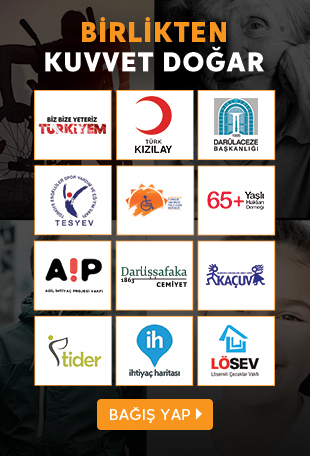 BİRLİKTEN
KUVVET DOĞAR
BİZ BİZE YETERİZ
TÜRKİYEM
TÜRK
KIZILAY
1895
DARÜLACEZE
BAŞKANLIĞI
TESYEV
65+ Yaşlı
Hakları
Derneği
A!P
ACİL İHTİYAÇ PROJESİ VAKFI
Darüşşafaka
1863 CEMİYET
KAÇUV
tider
ih
ihtiyaç haritası
LÖSEV
Lösemili Çocuklar Vakfı
BAĞIŞ YAP